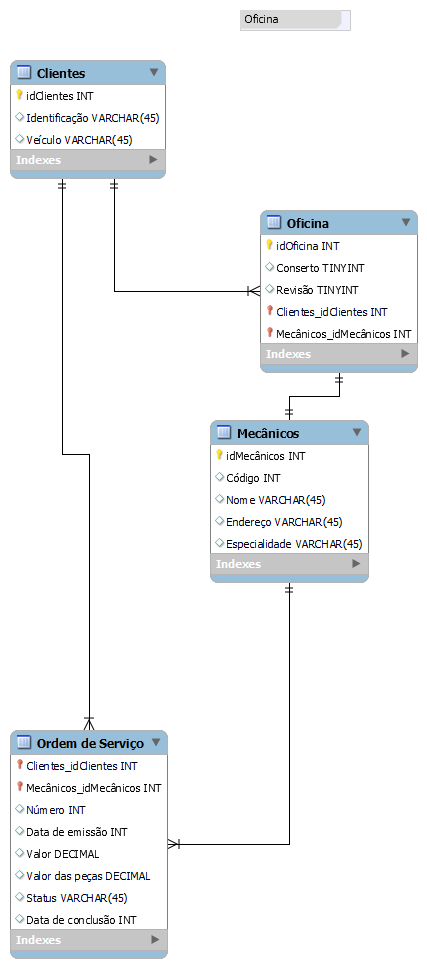 Oficina
Clientes
idClientes INT
Identificação VARCHAR(45)
Veículo VARCHAR(45)
Indexes
Oficina
idOficina INT
Conserto TINYINT
Revisão TINYINT
Clientes_idClientes INT
Mecânicos_idMecânicos INT
Indexes
Mecânicos
idMecânicos INT
Código INT
Nome VARCHAR(45)
Endereço VARCHAR(45)
Especialidade VARCHAR(45)
Indexes
Ordem de Serviço
Clientes_idClientes INT
Mecânicos_idMecânicos INT
Número INT
Data de emissão INT
Valor DECIMAL
Valor das peças DECIMAL
Status VARCHAR(45)
Data de conclusão INT
Indexes